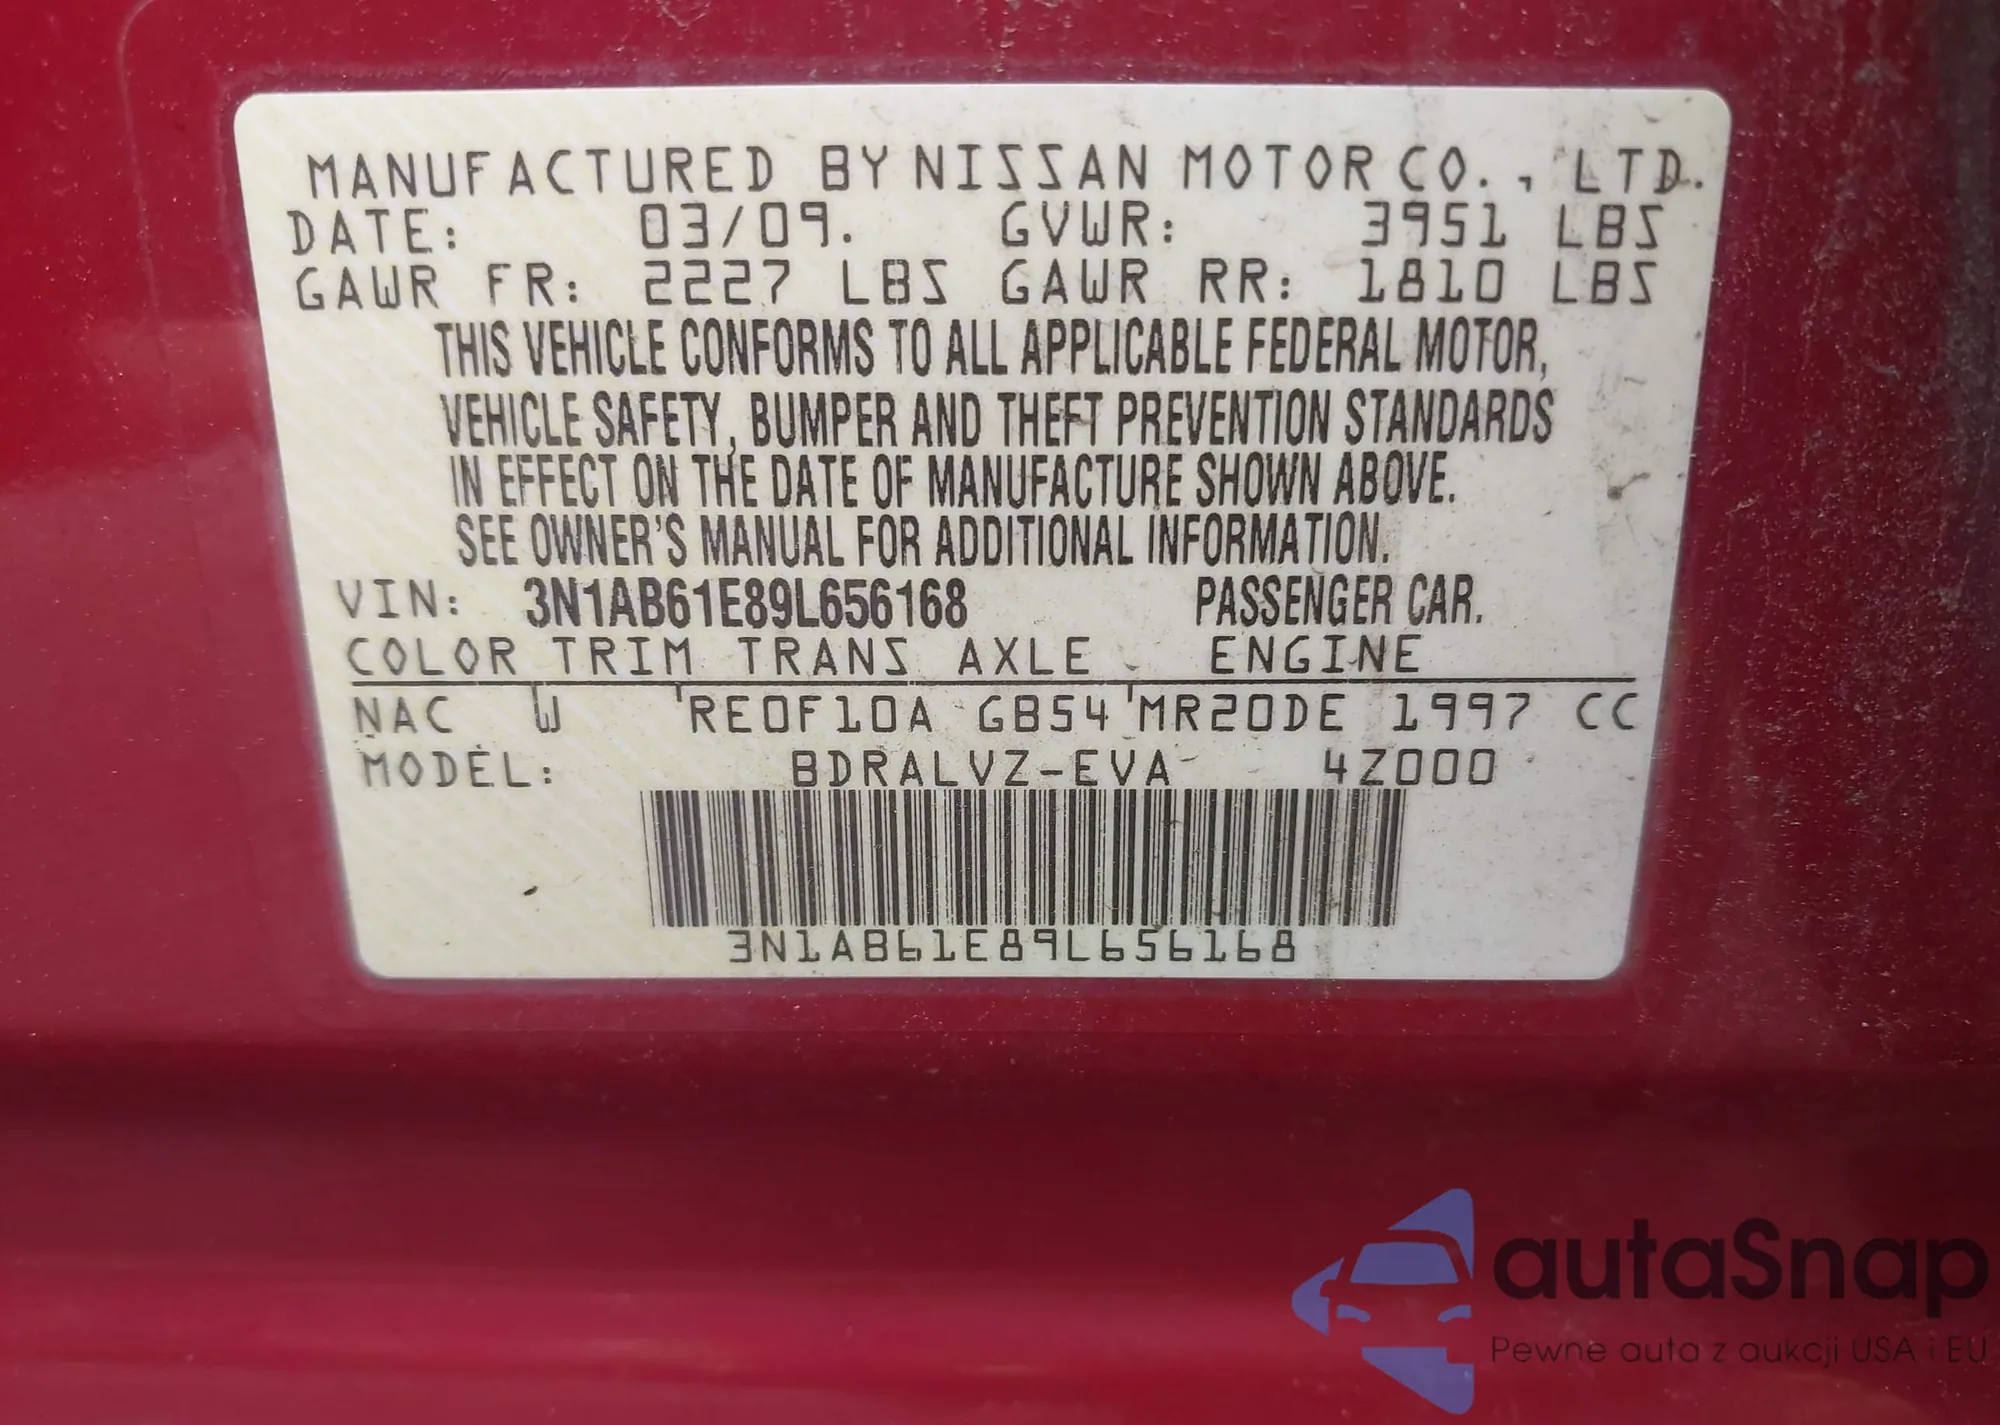 MANUFACTURED BY NISSAN MOTOR CO., LTD.
DATE: 03/09. GVWR: 3951 LBS
GAWR FR: 2227 LBS GAWR RR: 1810 LBS
THIS VEHICLE CONFORMS TO ALL APPLICABLE FEDERAL MOTOR,
VEHICLE SAFETY, BUMPER AND THEFT PREVENTION STANDARDS
IN EFFECT ON THE DATE OF MANUFACTURE SHOWN ABOVE.
SEE OWNER'S MANUAL FOR ADDITIONAL INFORMATION.
VIN: 3N1AB61E89L656168 PASSENGER CAR.
COLOR TRIM TRANS AXLE ENGINE
NAC W RE0F10A GB54 MR20DE 1997 CC
MODEL: BDRALVZ-EVA 4Z000
3N1AB61E89L656168
autaSnap
Pewne auta z aukcji USA i EU